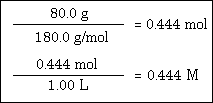 80.0 g
180.0 g/mol
= 0.444 mol
0.444 mol
1.00 L
= 0.444 M